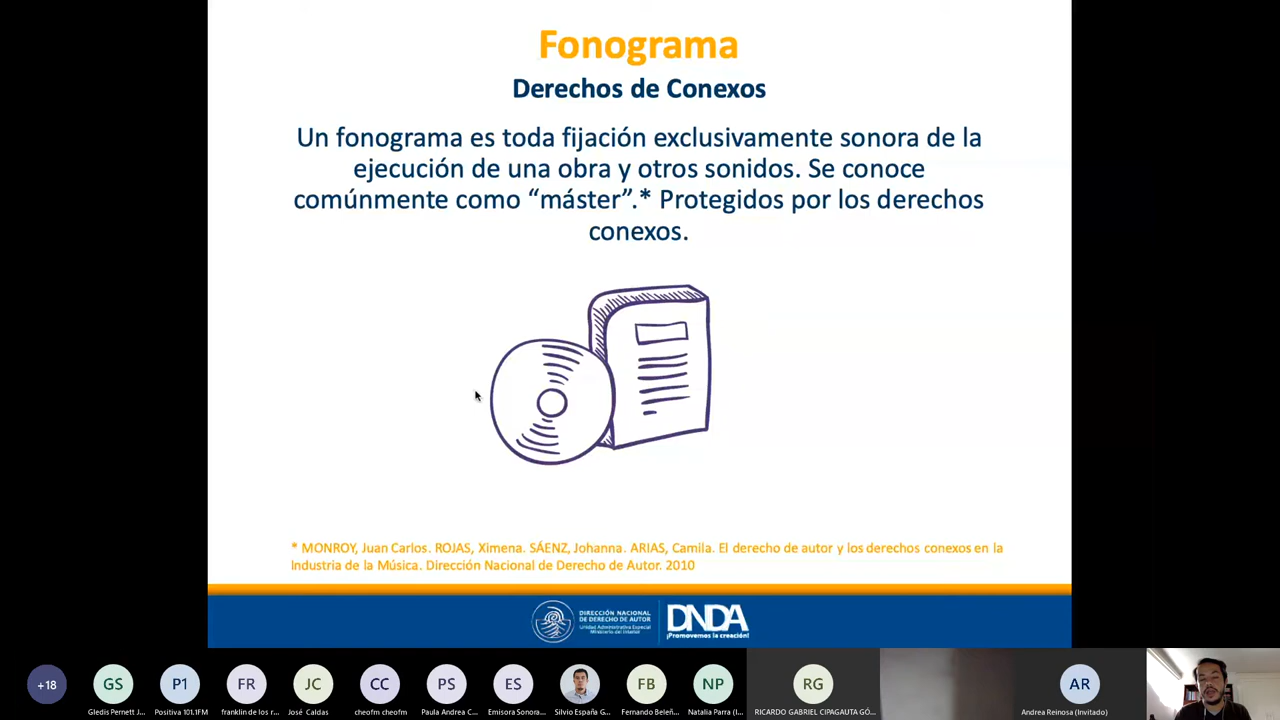 Fonograma
Derechos de Conexos
Un fonograma es toda fijación exclusivamente sonora de la
ejecución de una obra y otros sonidos. Se conoce
comúnmente como “máster”.* Protegidos por los derechos
conexos.
* MONROY, Juan Carlos. ROJAS, Ximena. SÁENZ, Johanna. ARIAS, Camila. El derecho de autor y los derechos conexos en la
Industria de la Música. Dirección Nacional de Derecho de Autor. 2010
DIRECCIÓN NACIONAL
DE DERECHO DE AUTOR
Unidad Administrativa Especial
Ministerio del Interior
DNDA
¡Promovemos la creación!
+18
GS
P1
FR
JC
CC
PS
ES
FB
NP
RG
AR
Gledis Pernett J...
Positiva 101.1FM
franklin de los r...
José Caldas
cheofm cheofm
Paula Andrea C...
Emisora Sonora...
Silvio España G...
Fernando Beleñ...
Natalia Parra (I...
RICARDO GABRIEL CIPAGAUTA GÓ...
Andrea Reinosa (Invitado)